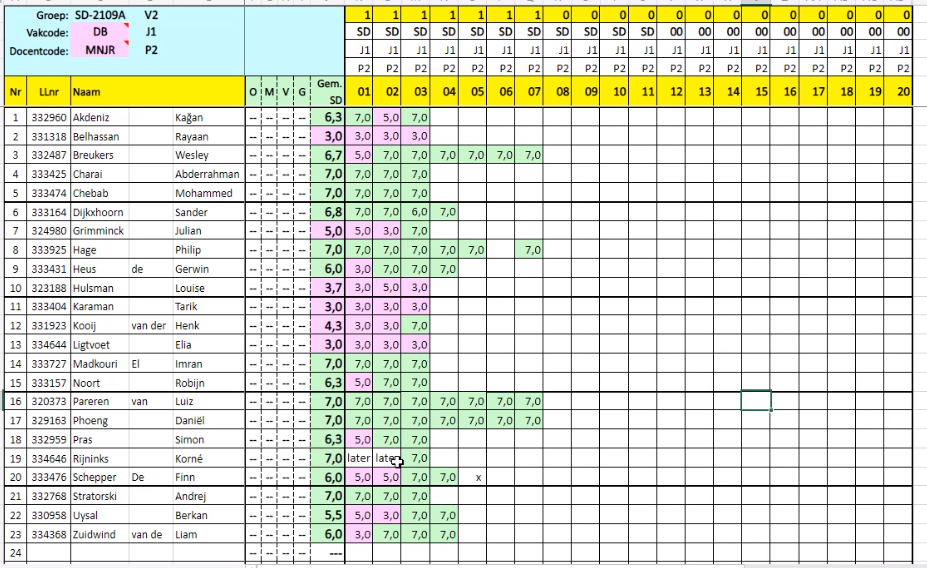 Groep: SD-2109A V2 1 1 1 1 1 1 1 0 0 0 0 0 0 0 0 0 0 0 0 0
Vakcode: DB J1 SD SD SD SD SD SD SD 00 00 00 00 00 00 00 00 00 00 00 00 00
Docentcode: MNJR P2 J1 J1 J1 J1 J1 J1 J1 J1 J1 J1 J1 J1 J1 J1 J1 J1 J1 J1 J1 J1
P2 P2 P2 P2 P2 P2 P2 P2 P2 P2 P2 P2 P2 P2 P2 P2 P2 P2 P2 P2
Nr LLnr Naam O M V G Gem. SD 01 02 03 04 05 06 07 08 09 10 11 12 13 14 15 16 17 18 19 20
1 332960 Akdeniz Kağan -- -- -- -- 6,3 7,0 5,0 7,0
2 331318 Belhassan Rayaan -- -- -- -- 3,0 3,0 3,0 3,0
3 332487 Breukers Wesley -- -- -- -- 6,7 5,0 7,0 7,0 7,0 7,0 7,0 7,0
4 333425 Charai Abderrahman -- -- -- -- 7,0 7,0 7,0 7,0
5 333474 Chebab Mohammed -- -- -- -- 7,0 7,0 7,0 7,0
6 333164 Dijkxhoorn Sander -- -- -- -- 6,8 7,0 7,0 6,0 7,0
7 324980 Grimminck Julian -- -- -- -- 5,0 5,0 3,0 7,0
8 333925 Hage Philip -- -- -- -- 7,0 7,0 7,0 7,0 7,0 7,0 7,0
9 333431 Heus de Gerwin -- -- -- -- 6,0 3,0 7,0 7,0 7,0
10 323188 Hulsman Louise -- -- -- -- 3,7 3,0 5,0 3,0
11 333404 Karaman Tarik -- -- -- -- 3,0 3,0 3,0 3,0
12 331923 Kooij van der Henk -- -- -- -- 4,3 3,0 3,0 7,0
13 334644 Ligtvoet Elia -- -- -- -- 3,0 3,0 3,0 3,0
14 333727 Madkouri El Imran -- -- -- -- 7,0 7,0 7,0 7,0
15 333157 Noort Robijn -- -- -- -- 6,3 5,0 7,0 7,0
16 320373 Pareren van Luiz -- -- -- -- 7,0 7,0 7,0 7,0 7,0 7,0 7,0 7,0
17 329163 Phoeng Daniël -- -- -- -- 7,0 7,0 7,0 7,0 7,0 7,0 7,0 7,0
18 332959 Pras Simon -- -- -- -- 6,3 5,0 7,0 7,0
19 334646 Rijninks Korné -- -- -- -- 7,0 later later 7,0
20 333476 Schepper De Finn -- -- -- -- 6,0 5,0 5,0 7,0 7,0 x
21 332768 Stratorski Andrej -- -- -- -- 7,0 7,0 7,0 7,0
22 330958 Uysal Berkan -- -- -- -- 5,5 5,0 3,0 7,0 7,0
23 334368 Zuidwind van de Liam -- -- -- -- 6,0 3,0 7,0 7,0 7,0
24 -- -- -- -- ---